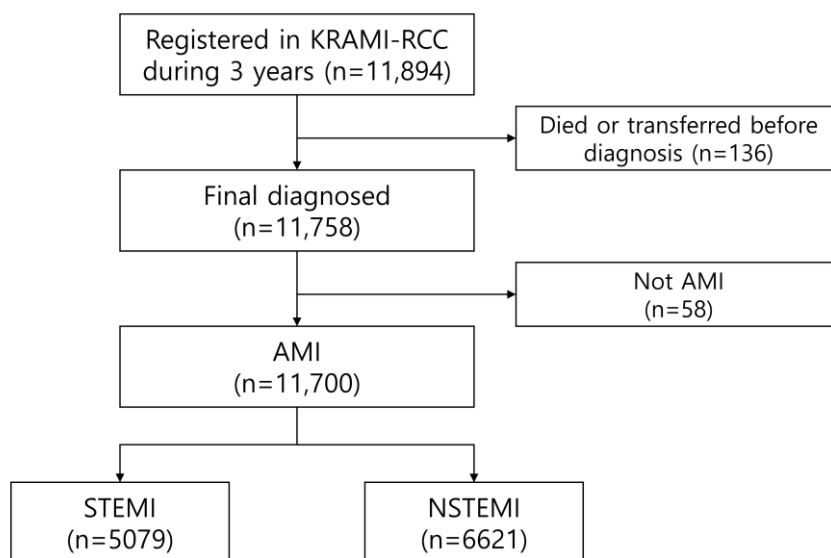 Registered in KRAMI-RCC
during 3 years (n=11,894)
Died or transferred before
diagnosis (n=136)
Final diagnosed
(n=11,758)
Not AMI
(n=58)
AMI
(n=11,700)
STEMI
(n=5079)
NSTEMI
(n=6621)